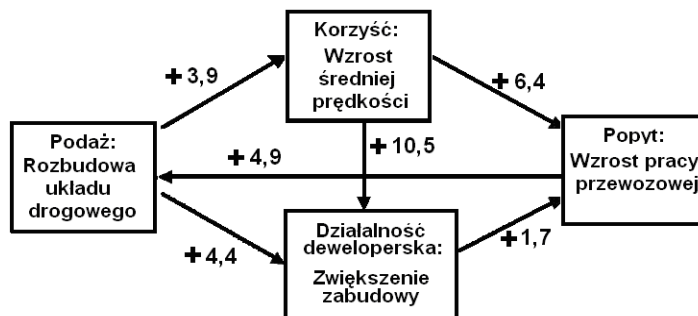 Korzyść:
Wzrost
średniej
prędkości
+ 3,9
+ 6,4
Podaż:
Rozbudowa
układu
drogowego
+ 4,9
+ 10,5
Popyt:
Wzrost pracy
przewozowej
+ 4,4
Działalność
deweloperska:
Zwiększenie
zabudowy
+ 1,7